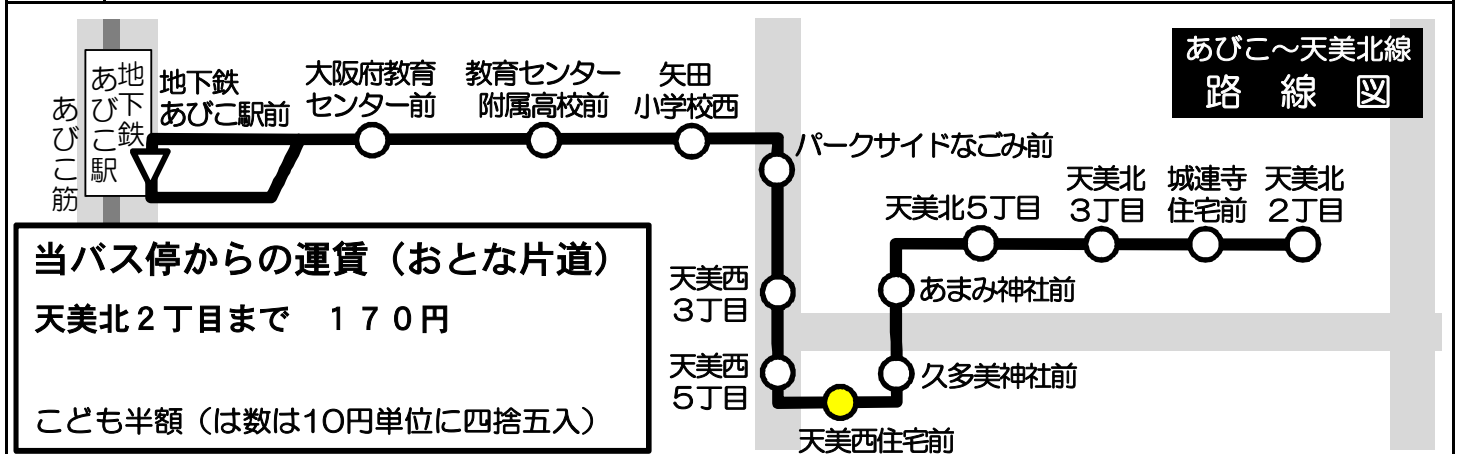 あびこ～天美北線
路線図
あびこ筋
地下鉄
あびこ駅
地下鉄
あびこ駅前
大阪府教育
センター前
教育センター
附属高校前
矢田
小学校西
パークサイドなごみ前
天美西
３丁目
天美西
５丁目
天美西住宅前
久多美神社前
あまみ神社前
天美北５丁目
天美北
３丁目
城連寺
住宅前
天美北
２丁目
当バス停からの運賃（おとな片道）
天美北２丁目まで　１７０円
こども半額（は数は10円単位に四捨五入）